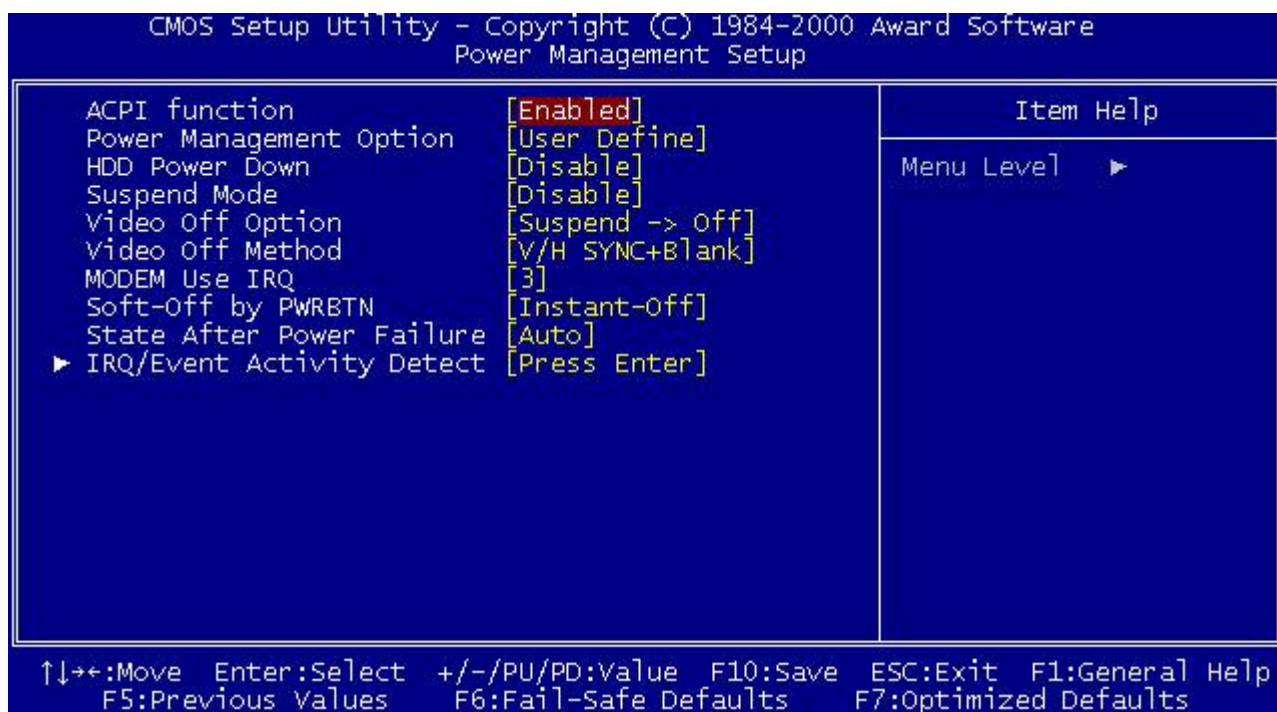 CMOS Setup Utility – Copyright (C) 1984–2000 Award Software
Power Management Setup
ACPI function [Enabled]
Power Management Option [User Define]
HDD Power Down [Disable]
Suspend Mode [Disable]
Video Off Option [Suspend -> Off]
Video Off Method [V/H SYNC+Blank]
MODEM Use IRQ [3]
Soft-Off by PWRBTN [Instant-Off]
State After Power Failure [Auto]
► IRQ/Event Activity Detect [Press Enter]
Item Help
Menu Level ►
↑↓→←:Move Enter:Select +/-/PU/PD:Value F10:Save ESC:Exit F1:General Help
F5:Previous Values F6:Fail-Safe Defaults F7:Optimized Defaults